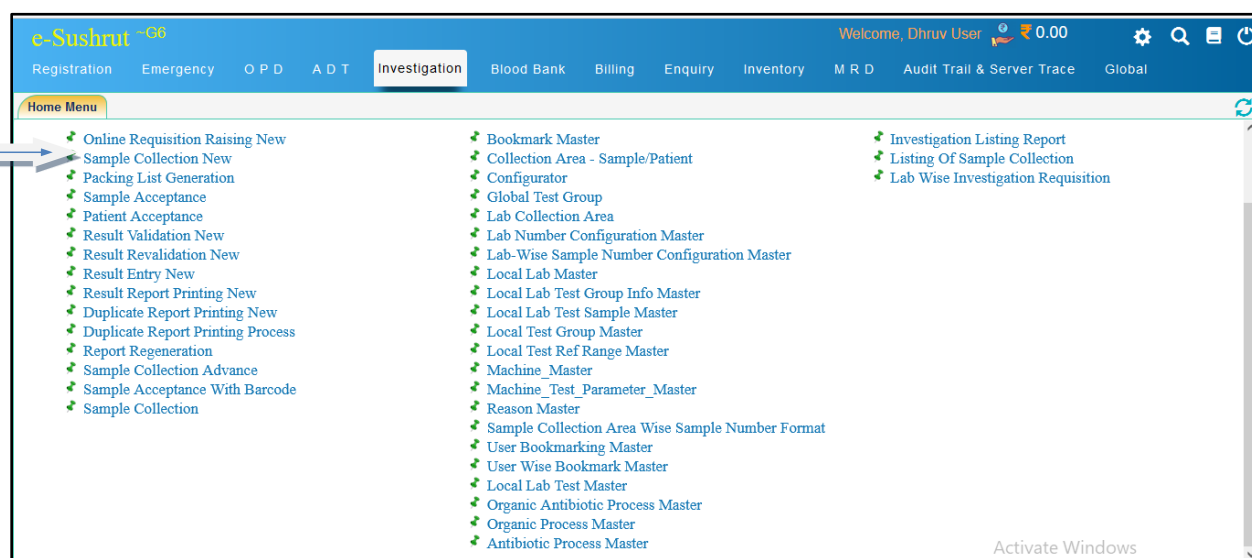 e-Sushrut ~G6
Welcome, Dhruv User ₹ 0.00
Registration Emergency O P D A D T Investigation Blood Bank Billing Enquiry Inventory M R D Audit Trail & Server Trace Global
Home Menu
Online Requisition Raising New
Sample Collection New
Packing List Generation
Sample Acceptance
Patient Acceptance
Result Validation New
Result Revalidation New
Result Entry New
Result Report Printing New
Duplicate Report Printing New
Duplicate Report Printing Process
Report Regeneration
Sample Collection Advance
Sample Acceptance With Barcode
Sample Collection
Bookmark Master
Collection Area - Sample/Patient
Configurator
Global Test Group
Lab Collection Area
Lab Number Configuration Master
Lab-Wise Sample Number Configuration Master
Local Lab Master
Local Lab Test Group Info Master
Local Lab Test Sample Master
Local Test Group Master
Local Test Ref Range Master
Machine_Master
Machine_Test_Parameter_Master
Reason Master
Sample Collection Area Wise Sample Number Format
User Bookmarking Master
User Wise Bookmark Master
Local Lab Test Master
Organic Antibiotic Process Master
Organic Process Master
Antibiotic Process Master
Investigation Listing Report
Listing Of Sample Collection
Lab Wise Investigation Requisition
Activate Windows